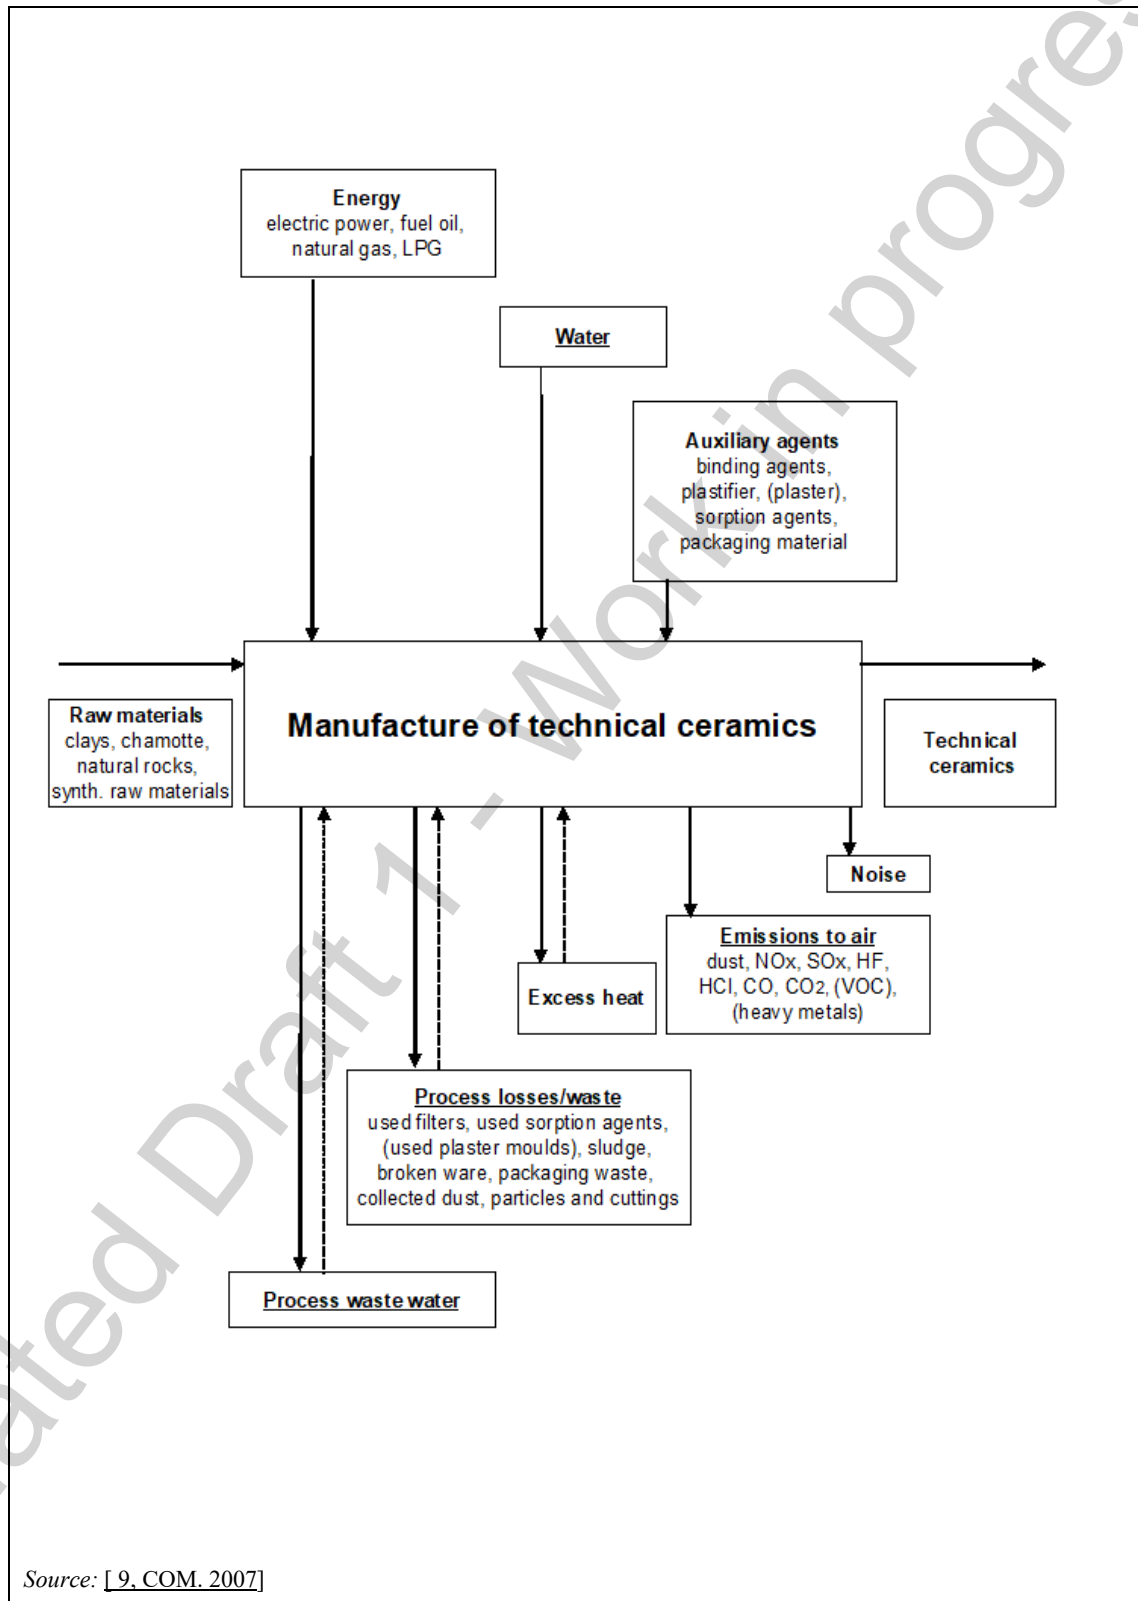 Energy
electric power, fuel oil,
natural gas, LPG
Water
Auxiliary agents
binding agents,
plastifier, (plaster),
sorption agents,
packaging material
Raw materials
clays, chamotte,
natural rocks,
synth. raw materials
Manufacture of technical ceramics
Technical
ceramics
Noise
Emissions to air
dust, NOx, SOx, HF,
HCl, CO, CO2, (VOC),
(heavy metals)
Excess heat
Process losses/waste
used filters, used sorption agents,
(used plaster moulds), sludge,
broken ware, packaging waste,
collected dust, particles and cuttings
Process waste water
Source: [ 9, COM. 2007]
Draft 1 - Work in